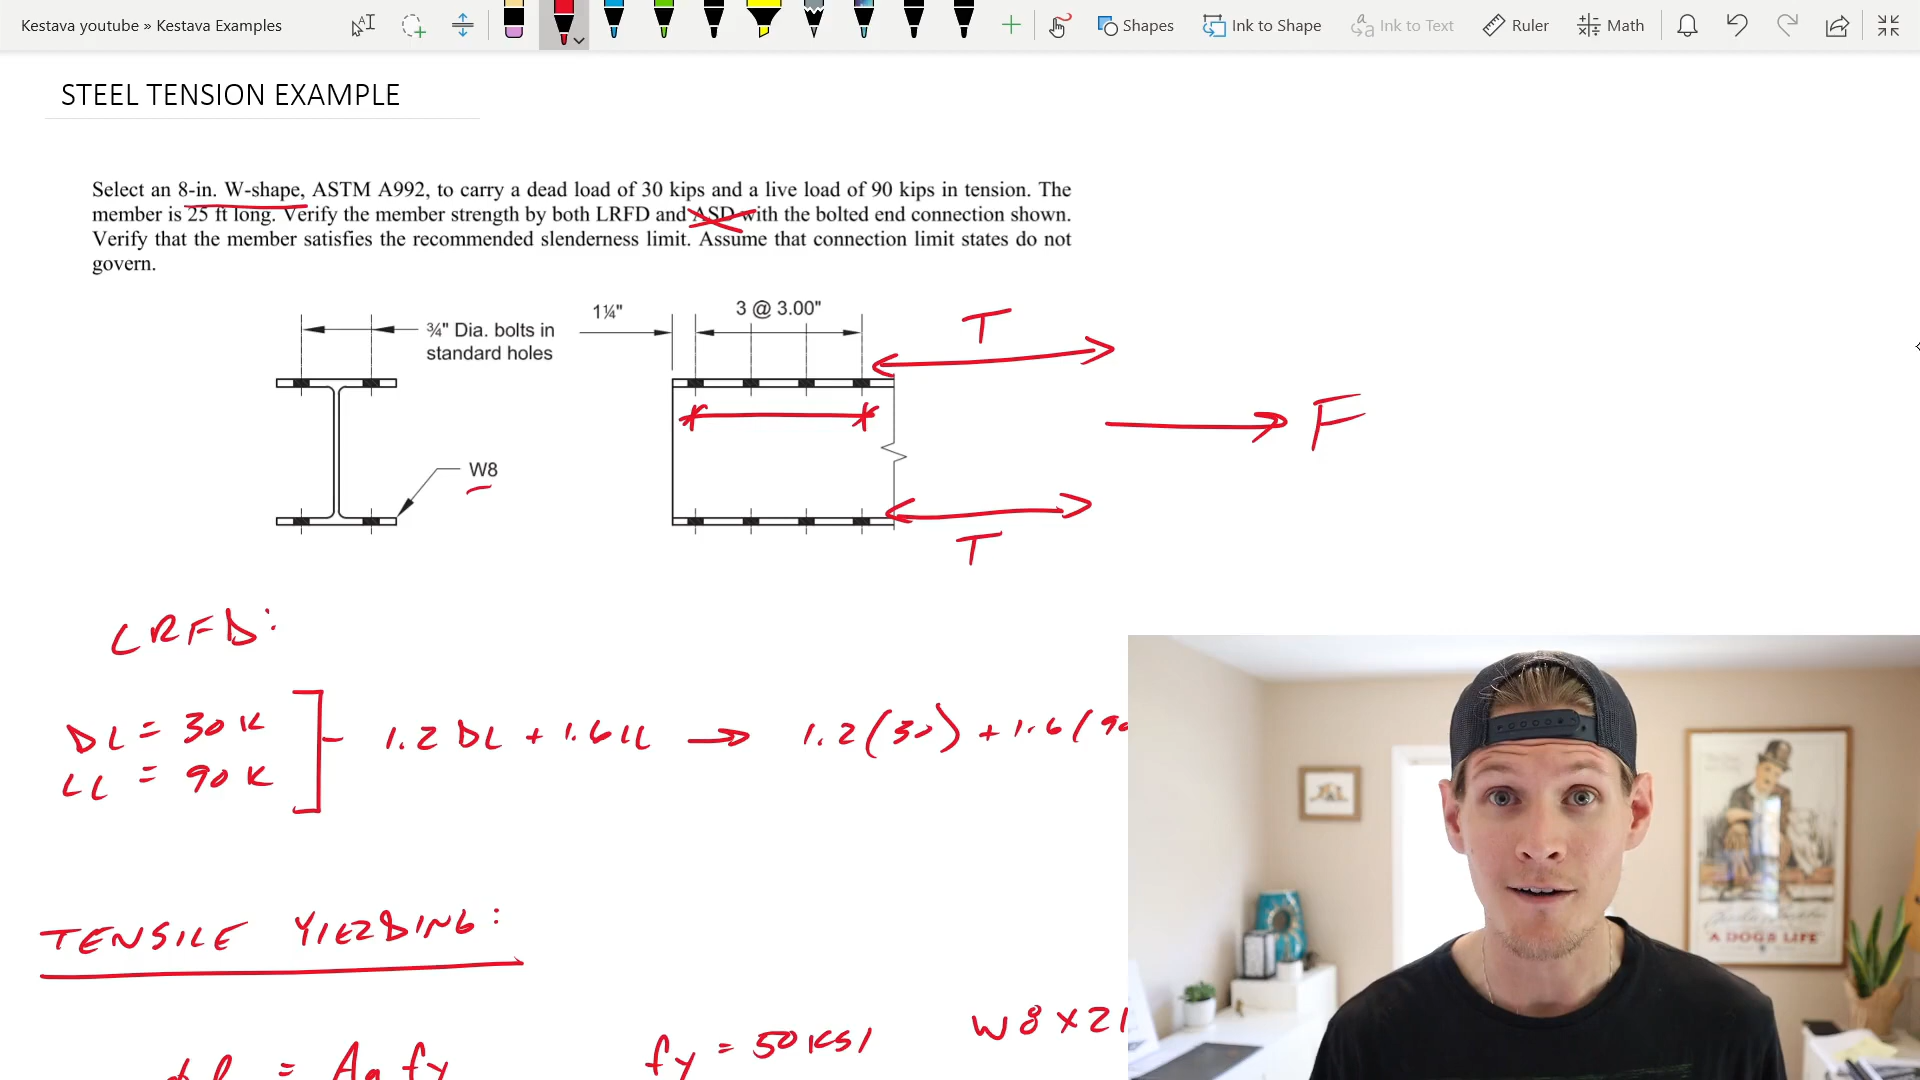 Kestava youtube » Kestava Examples
Shapes
Ink to Shape
Ink to Text
Ruler
Math
STEEL TENSION EXAMPLE
Select an 8-in. W-shape, ASTM A992, to carry a dead load of 30 kips and a live load of 90 kips in tension. The
member is 25 ft long. Verify the member strength by both LRFD and ASD with the bolted end connection shown.
Verify that the member satisfies the recommended slenderness limit. Assume that connection limit states do not
govern.
1¼"
3 @ 3.00"
¾" Dia. bolts in
standard holes
T
F
W8
T
LRFD:
DL = 30 K
LL = 90 K
1.2 DL + 1.6 LL → 1.2(30) + 1.6(90
TENSILE YIELDING:
W8X21
fy = 50 KSI
= Ag fy
A DOG'S LIFE